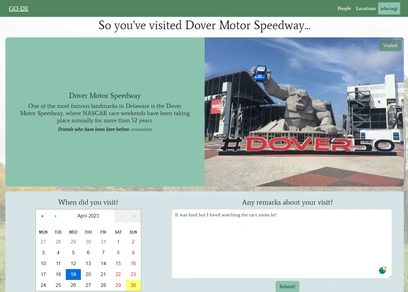 GO-DE
People Locations
So you've visited Dover Motor Speedway...
Visited
Dover Motor Speedway
One of the most famous landmarks in Delaware is the Dover
Motor Speedway, where NASCAR race weekends have been taking
place annually for more than 52 years.
Friends who have been here before:
#DOVER50
When did you visit?
Any remarks about your visit?
« ‹ April 2023 › »
MON TUE WED THU FRI SAT SUN
27 28 29 30 31 1 2
3 4 5 6 7 8 9
10 11 12 13 14 15 16
17 18 19 20 21 22 23
24 25 26 27 28 29 30
It was loud but I loved watching the cars zoom by!
Submit!